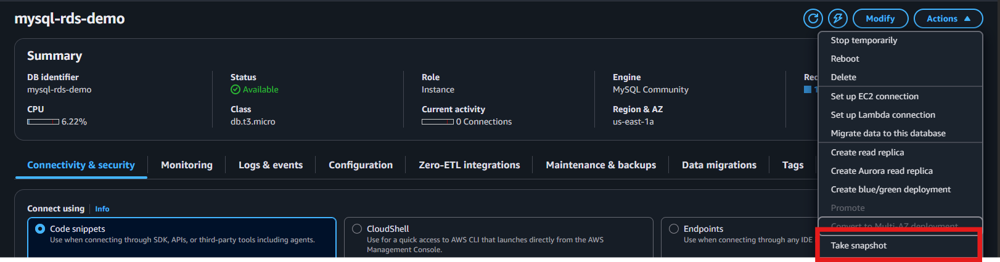 mysql-rds-demo
Modify
Actions
Summary
DB identifier
mysql-rds-demo
Status
Available
Role
Instance
Engine
MySQL Community
Rec
1
CPU
6.22%
Class
db.t3.micro
Current activity
0 Connections
Region & AZ
us-east-1a
Stop temporarily
Reboot
Delete
Set up EC2 connection
Set up Lambda connection
Migrate data to this database
Create read replica
Create Aurora read replica
Create blue/green deployment
Promote
Convert to Multi-AZ deployment
Take snapshot
Connectivity & security
Monitoring
Logs & events
Configuration
Zero-ETL integrations
Maintenance & backups
Data migrations
Tags
Connect using
Info
Code snippets
Use when connecting through SDK, APIs, or third-party tools including agents.
CloudShell
Use for a quick access to AWS CLI that launches directly from the AWS
Management Console.
Endpoints
Use when connecting through any IDE